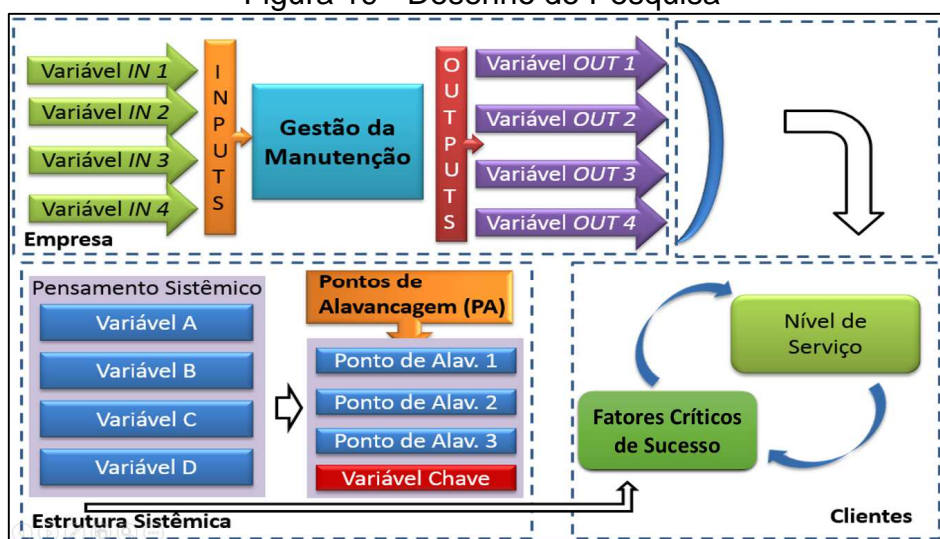 Variável IN 1
Variável IN 2
Variável IN 3
Variável IN 4
INPUTS
Gestão da
Manutenção
OUTPUTS
Variável OUT 1
Variável OUT 2
Variável OUT 3
Variável OUT 4
Empresa
Pensamento Sistêmico
Variável A
Variável B
Variável C
Variável D
Pontos de
Alavancagem (PA)
Ponto de Alav. 1
Ponto de Alav. 2
Ponto de Alav. 3
Variável Chave
Estrutura Sistêmica
Nível de
Serviço
Fatores Críticos
de Sucesso
Clientes